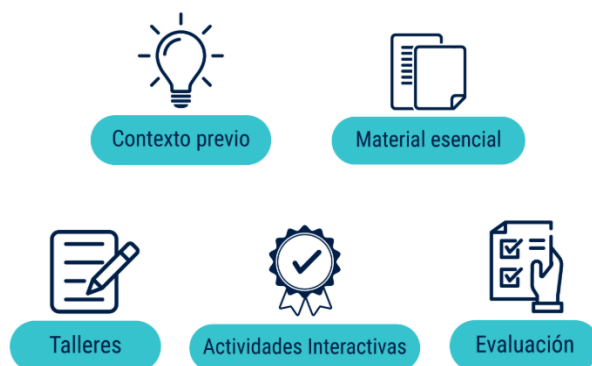 Contexto previo
Material esencial
Talleres
Actividades Interactivas
Evaluación